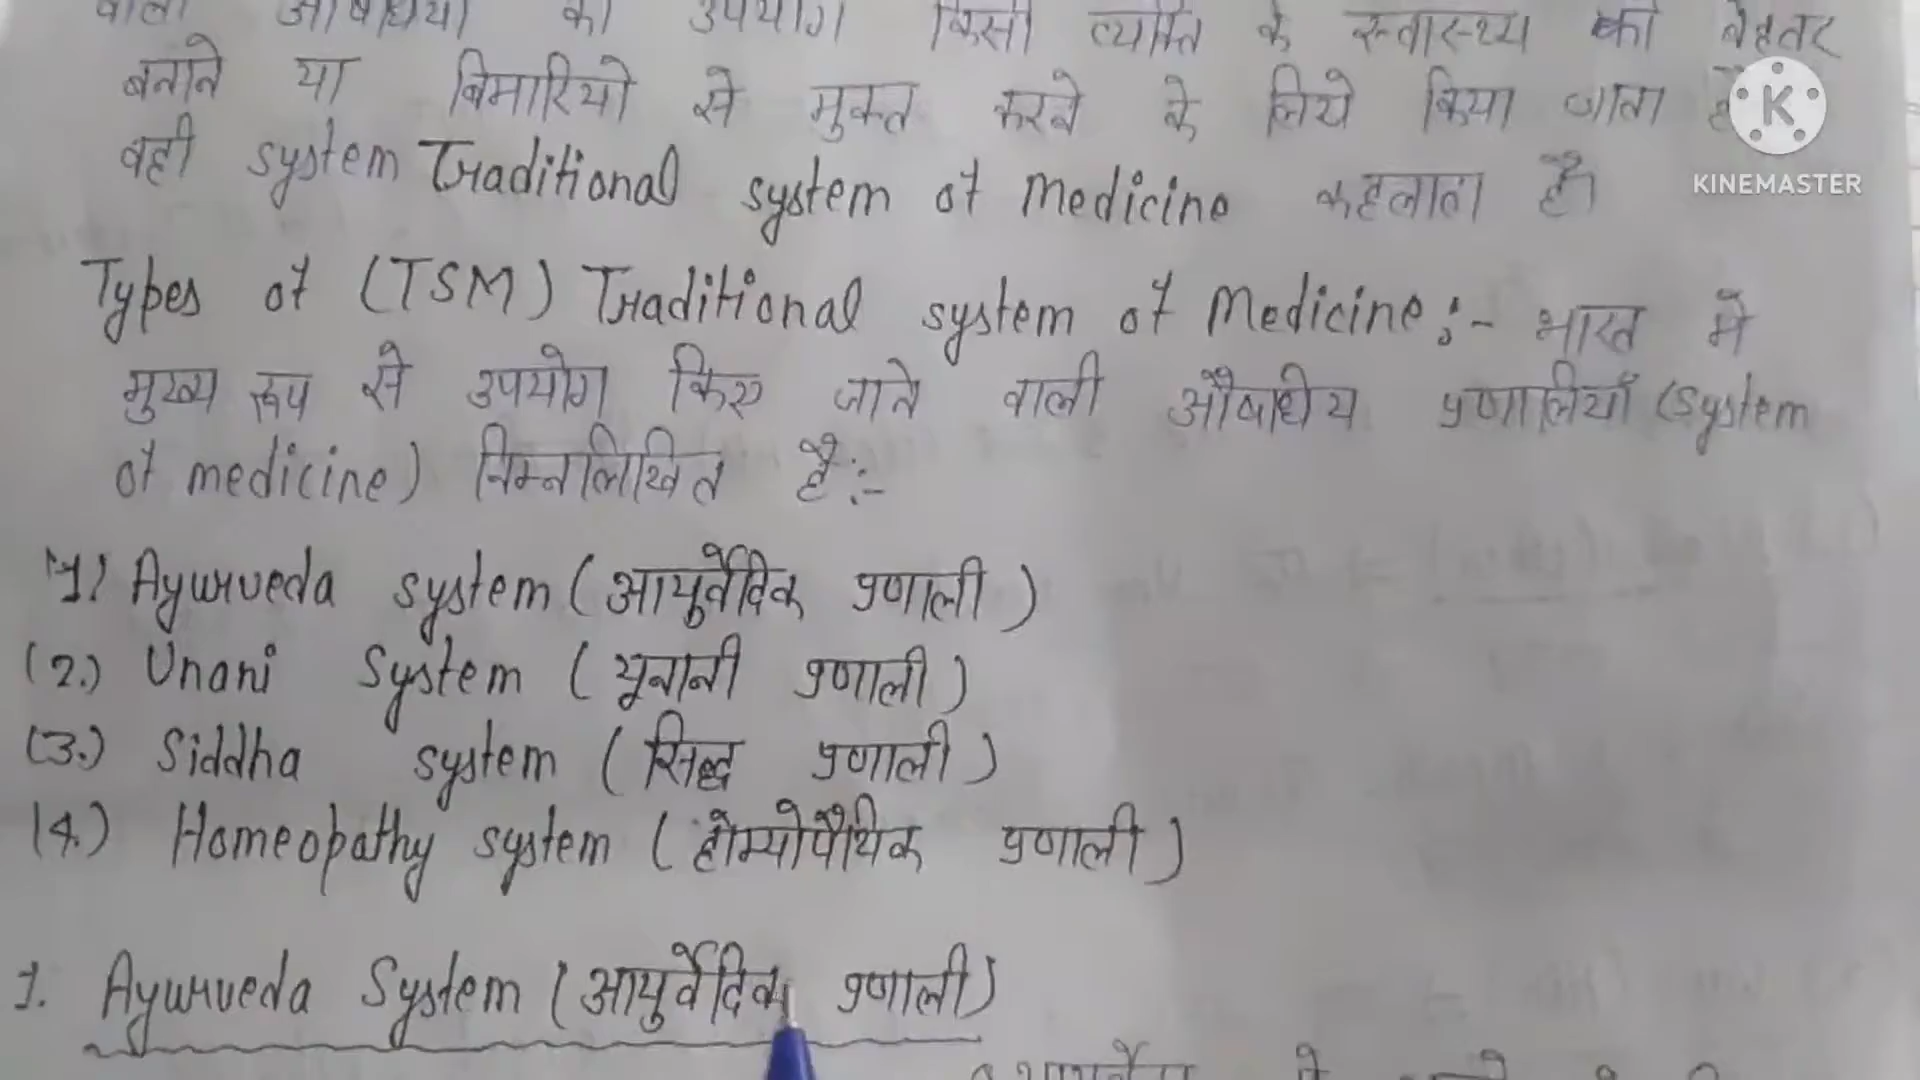 वाली औषधियों का उपयोग किसी व्यक्ति के स्वास्थ्य को बेहतर
बनाने या बिमारियो से मुक्त करने के लिये किया जाता है
वही system Traditional system of medicine कहलाता है।
Types of (TSM) Traditional system of Medicine:- भारत मे
मुख्य रूप से उपयोग किए जाने वाली औषधीय प्रणालियाँ (system
of medicine) निम्नलिखित है:-
1) Ayurveda system (आयुर्वेदिक प्रणाली)
(2.) Unani System (यूनानी प्रणाली)
(3.) Siddha system (सिद्ध प्रणाली)
(4.) Homeopathy system (होम्योपैथिक प्रणाली)
1. Ayurveda System (आयुर्वेदिक प्रणाली)
K
KINEMASTER